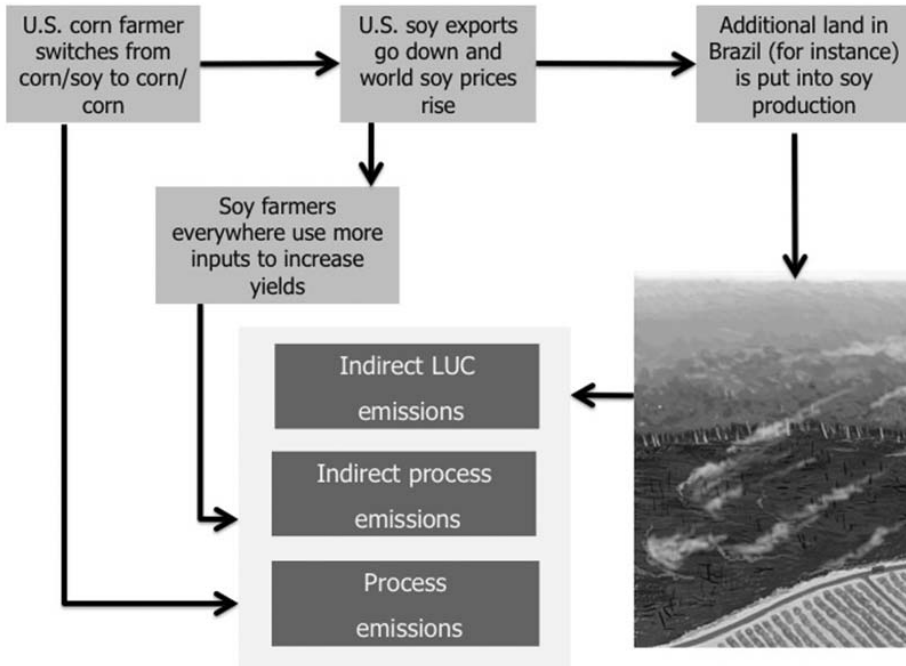 U.S. corn farmer
switches from
corn/soy to corn/
corn
U.S. soy exports
go down and
world soy prices
rise
Additional land in
Brazil (for instance)
is put into soy
production
Soy farmers
everywhere use more
inputs to increase
yields
Indirect LUC
emissions
Indirect process
emissions
Process
emissions